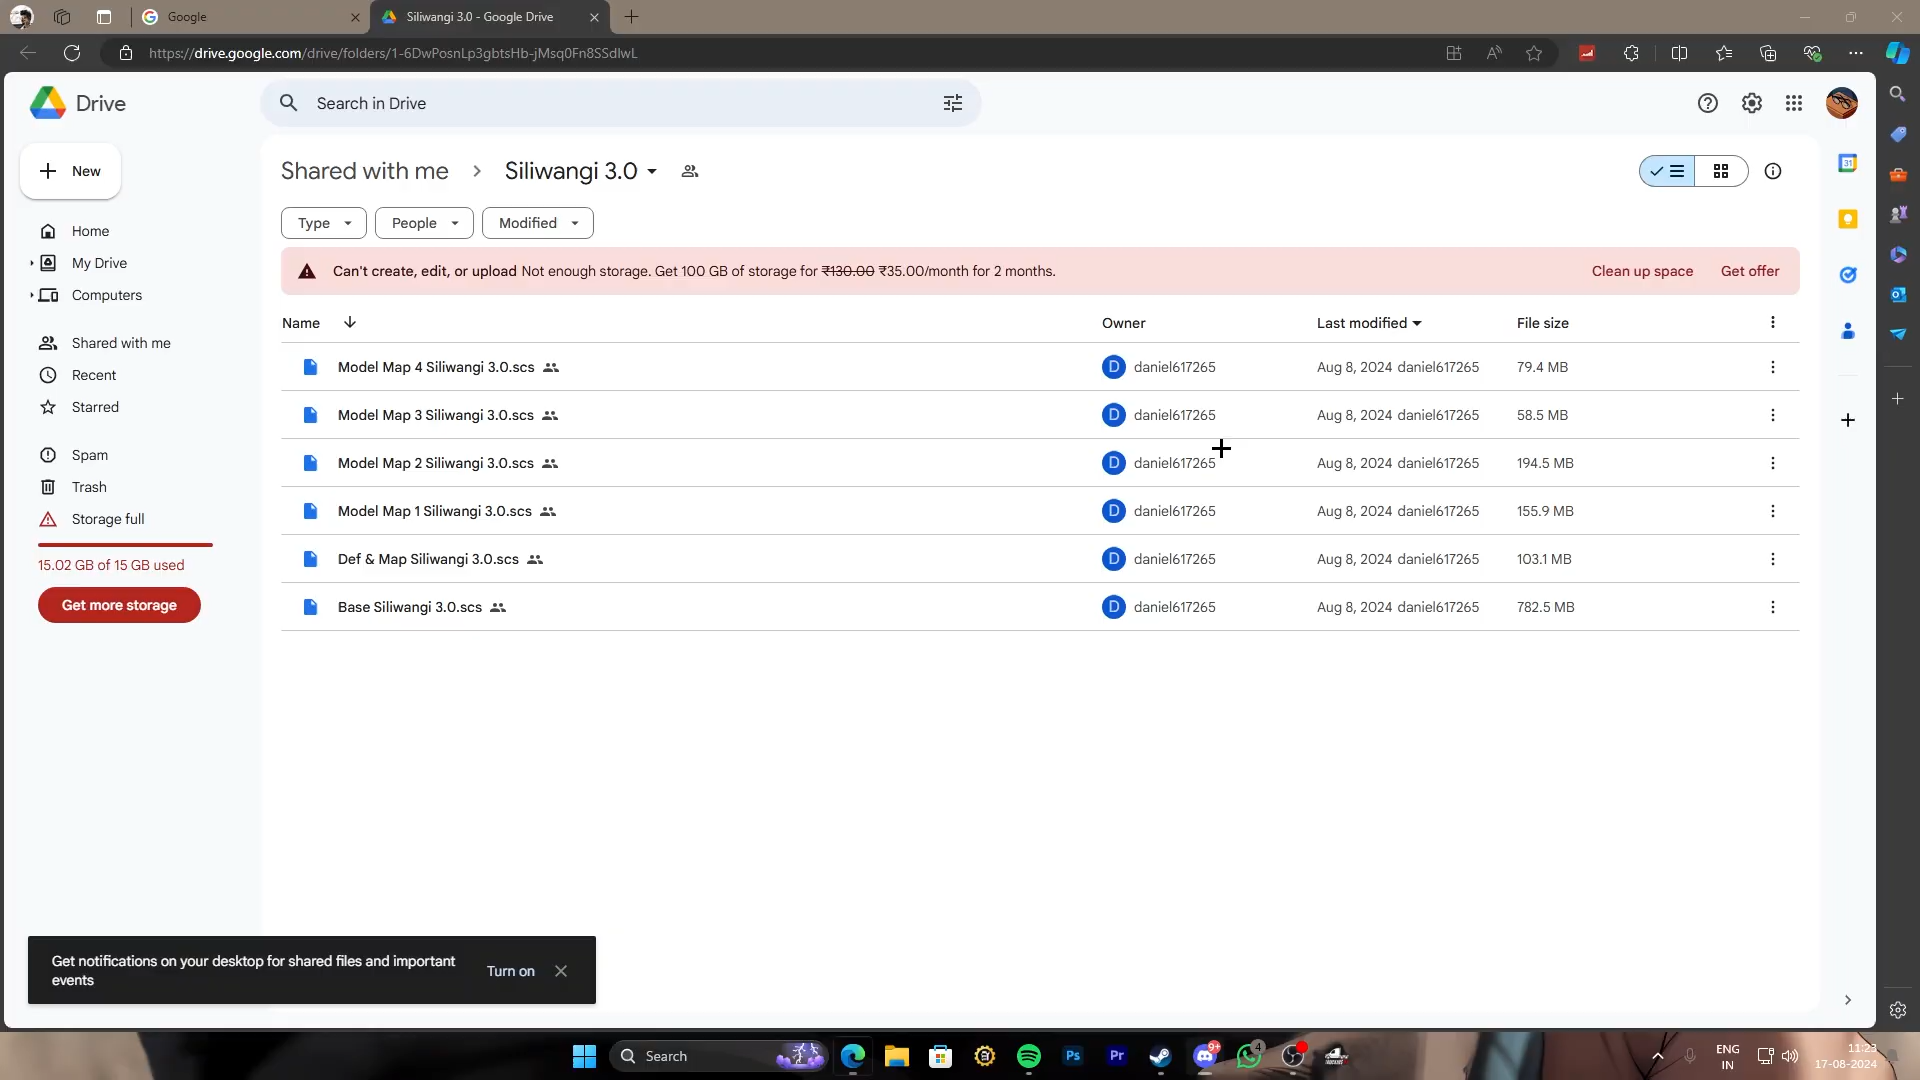 Google
Siliwangi 3.0 - Google Drive
https://drive.google.com/drive/folders/1-6DwPosnLp3gbtsHb-jMsq0Fn8SSdlwL
Drive
Search in Drive
New
Shared with me
Siliwangi 3.0
Type
People
Modified
Home
My Drive
Computers
Shared with me
Recent
Starred
Spam
Trash
Storage full
15.02 GB of 15 GB used
Get more storage
Can't create, edit, or upload Not enough storage. Get 100 GB of storage for ₹130.00 ₹35.00/month for 2 months.
Clean up space
Get offer
Name Owner Last modified File size
Model Map 4 Siliwangi 3.0.scs D daniel617265 Aug 8, 2024 daniel617265 79.4 MB
Model Map 3 Siliwangi 3.0.scs D daniel617265 Aug 8, 2024 daniel617265 58.5 MB
Model Map 2 Siliwangi 3.0.scs D daniel617265 Aug 8, 2024 daniel617265 194.5 MB
Model Map 1 Siliwangi 3.0.scs D daniel617265 Aug 8, 2024 daniel617265 155.9 MB
Def & Map Siliwangi 3.0.scs D daniel617265 Aug 8, 2024 daniel617265 103.1 MB
Base Siliwangi 3.0.scs D daniel617265 Aug 8, 2024 daniel617265 782.5 MB
31
Get notifications on your desktop for shared files and important
events
Turn on
Search
Ps
Pr
9+
4
ENG
IN
11:23
17-08-2024